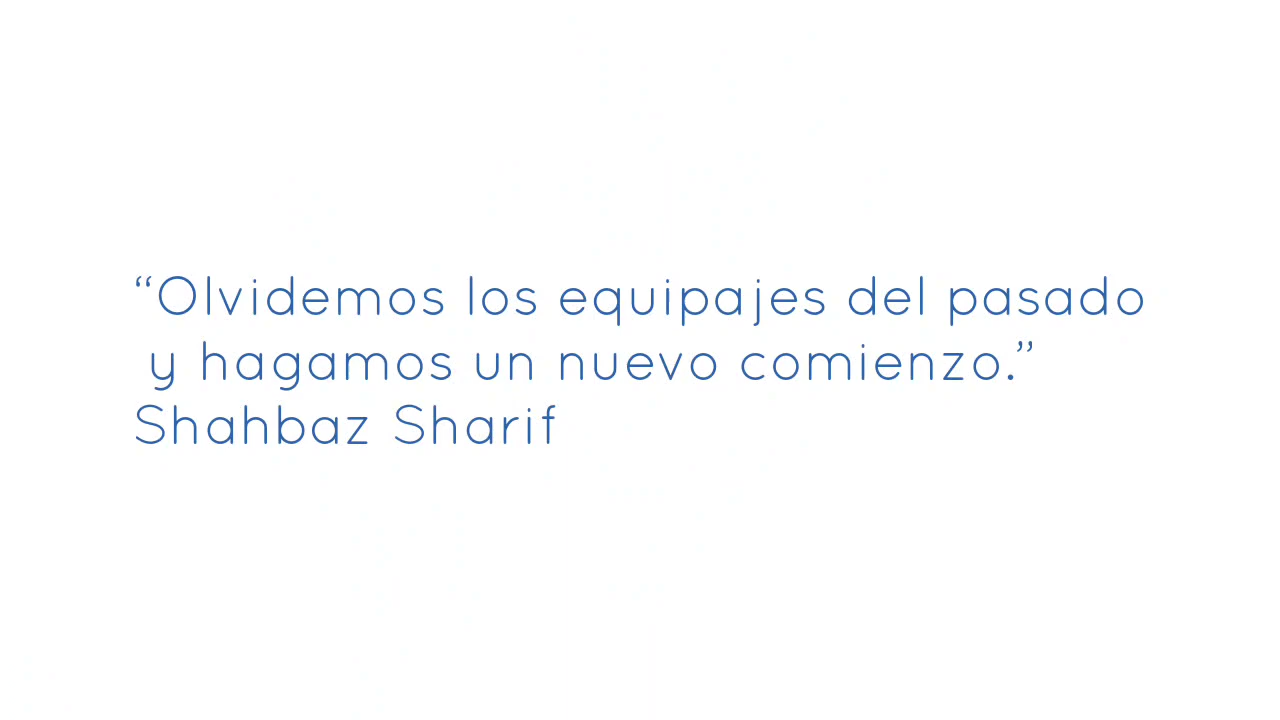 “Olvidemos los equipajes del pasado
y hagamos un nuevo comienzo.”
Shahbaz Sharif